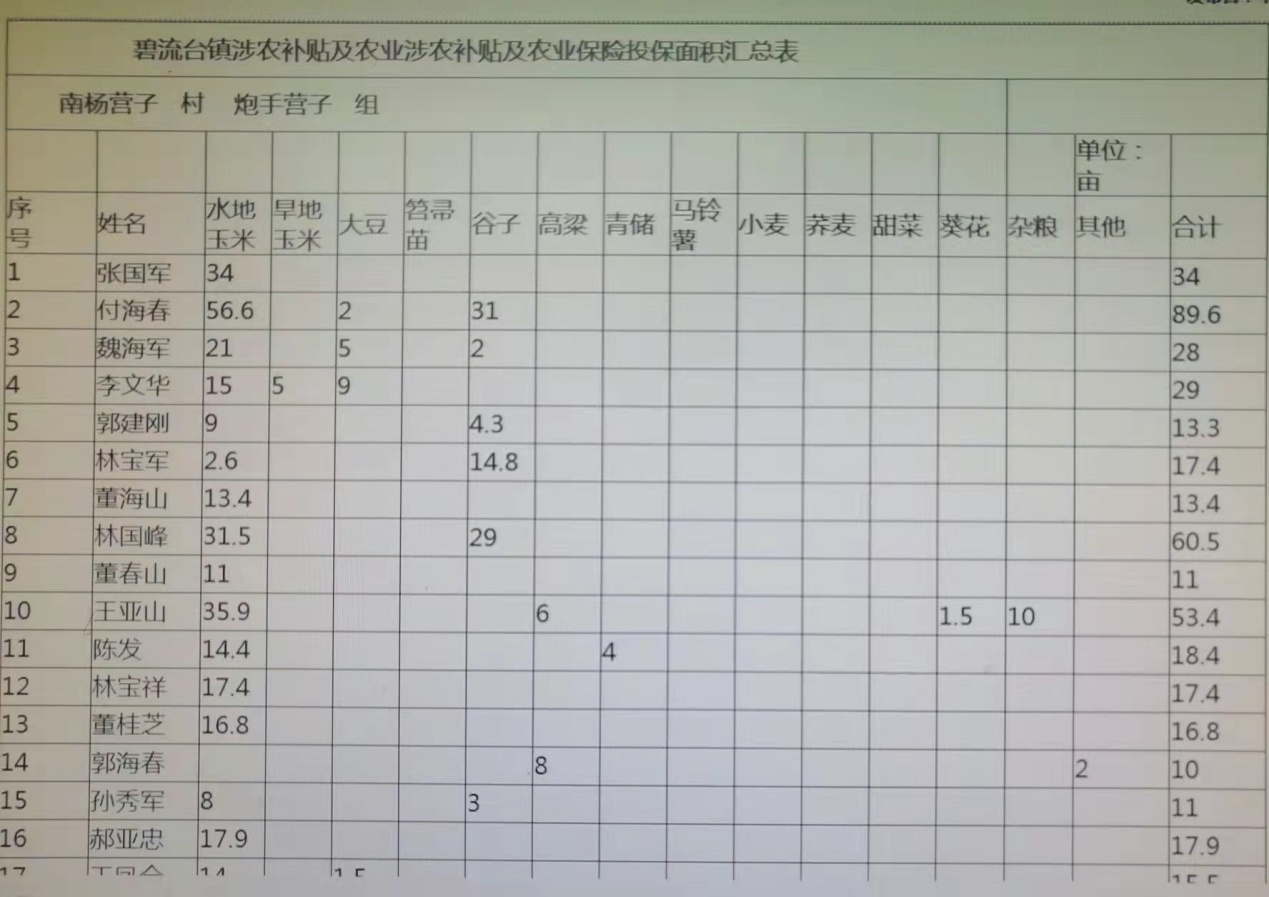 碧流台镇涉农补贴及农业涉农补贴及农业保险投保面积汇总表
南杨营子 村 炮手营子 组
单位：亩
序号 姓名 水地玉米 旱地玉米 大豆 笤帚苗 谷子 高粱 青储 马铃薯 小麦 荞麦 甜菜 葵花 杂粮 其他 合计
1 张国军 34 34
2 付海春 56.6 2 31 89.6
3 魏海军 21 5 2 28
4 李文华 15 5 9 29
5 郭建刚 9 4.3 13.3
6 林宝军 2.6 14.8 17.4
7 董海山 13.4 13.4
8 林国峰 31.5 29 60.5
9 董春山 11 11
10 王亚山 35.9 6 1.5 10 53.4
11 陈发 14.4 4 18.4
12 林宝祥 17.4 17.4
13 董桂芝 16.8 16.8
14 郭海春 8 2 10
15 孙秀军 8 3 11
16 郝亚忠 17.9 17.9
17 14 1.5 15.5